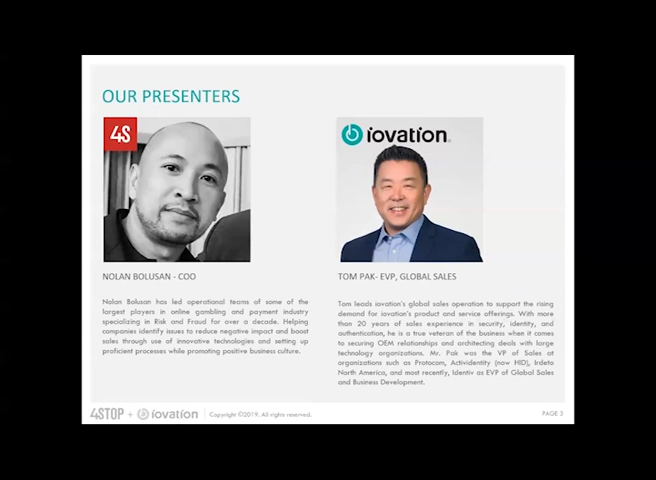 OUR PRESENTERS
4S
iovation
NOLAN BOLUSAN - COO
Nolan Bolusan has led operational teams of some of the
largest players in online gambling and payment industry
specializing in Risk and Fraud for over a decade. Helping
companies identify issues to reduce negative impact and boost
sales through use of innovative technologies and setting up
proficient processes while promoting positive business culture.
TOM PAK- EVP, GLOBAL SALES
Tom leads iovation's global sales operation to support the rising
demand for iovation's product and service offerings. With more
than 20 years of sales experience in security, identity, and
authentication, he is a true veteran of the business when it comes
to securing OEM relationships and architecting deals with large
technology organizations. Mr. Pak was the VP of Sales at
organizations such as Protocom, Actividentity (now HID), Irdeto
North America, and most recently, Identiv as EVP of Global Sales
and Business Development.
4STOP + iovation Copyright ©2019. All rights reserved.
PAGE 3